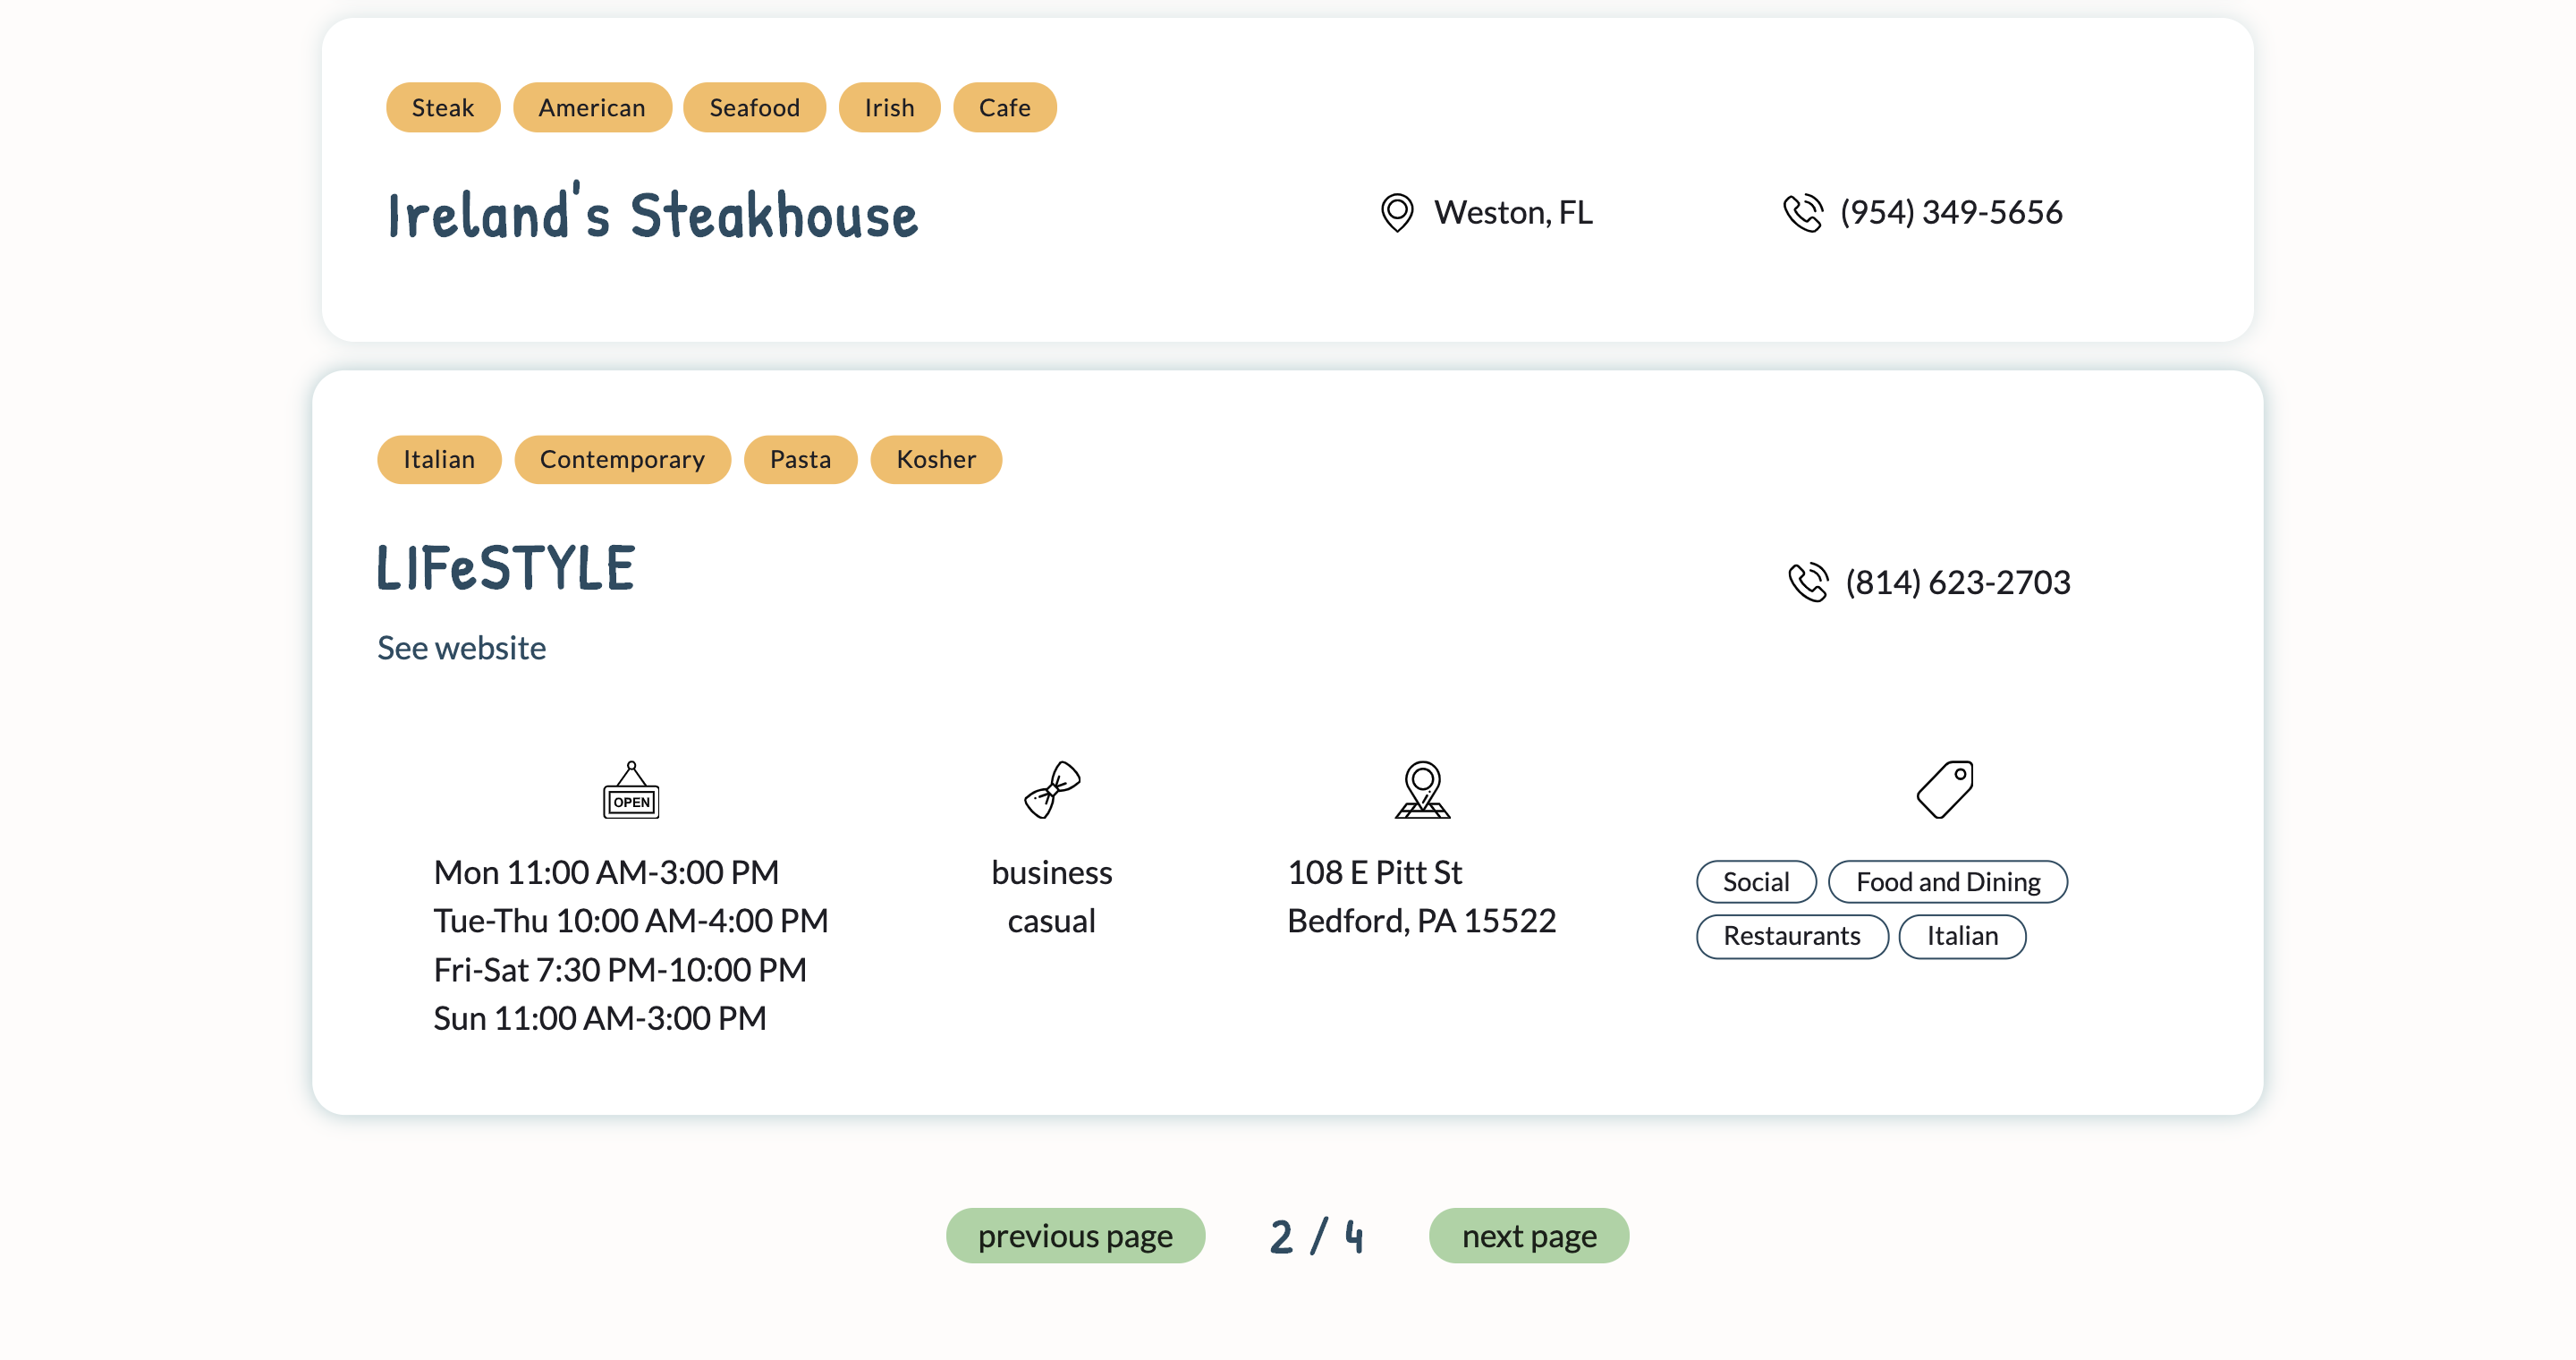 Steak American Seafood Irish Cafe
Ireland's Steakhouse
Weston, FL
(954) 349-5656
Italian Contemporary Pasta Kosher
LIFeSTYLE
(814) 623-2703
See website
OPEN
Mon 11:00 AM-3:00 PM
Tue-Thu 10:00 AM-4:00 PM
Fri-Sat 7:30 PM-10:00 PM
Sun 11:00 AM-3:00 PM
business
casual
108 E Pitt St
Bedford, PA 15522
Social Food and Dining
Restaurants Italian
previous page 2 / 4 next page